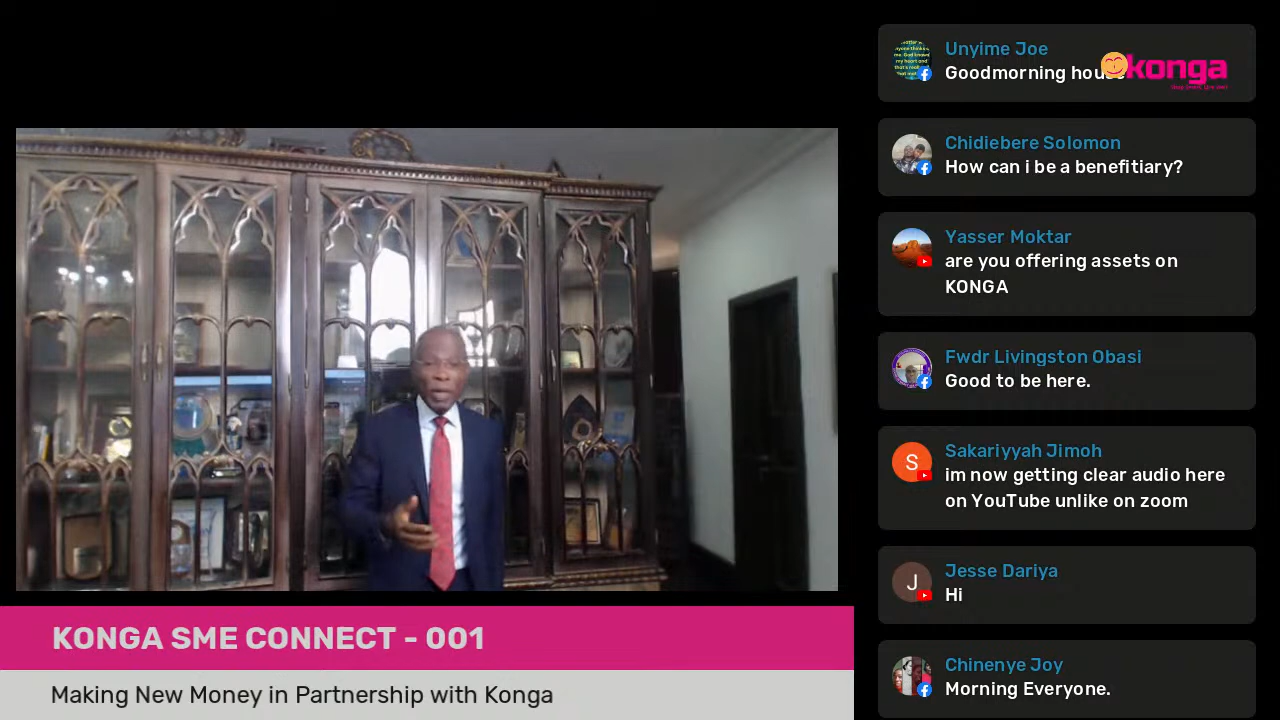 Unyime Joe
Goodmorning house
konga
Chidiebere Solomon
How can i be a benefitiary?
Yasser Moktar
are you offering assets on
KONGA
Fwdr Livingston Obasi
Good to be here.
S
Sakariyyah Jimoh
im now getting clear audio here
on YouTube unlike on zoom
J
Jesse Dariya
Hi
Chinenye Joy
Morning Everyone.
KONGA SME CONNECT - 001
Making New Money in Partnership with Konga